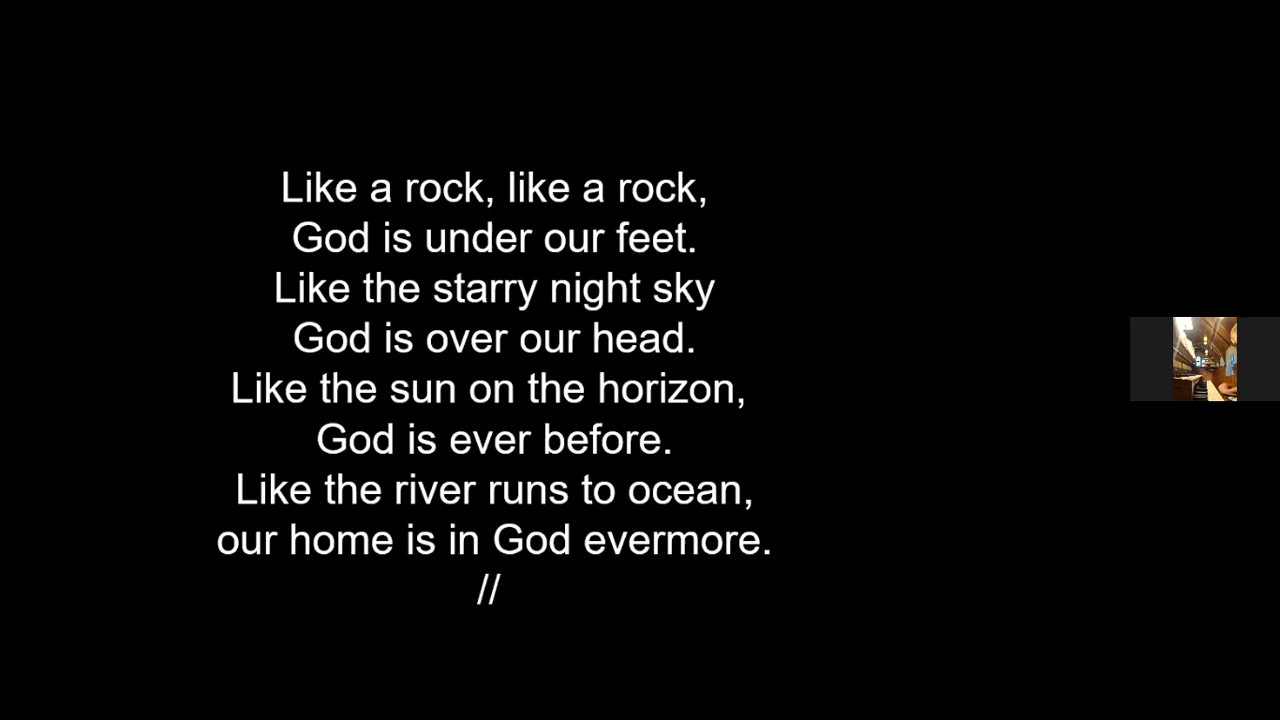 Like a rock, like a rock,
God is under our feet.
Like the starry night sky
God is over our head.
Like the sun on the horizon,
God is ever before.
Like the river runs to ocean,
our home is in God evermore.
//